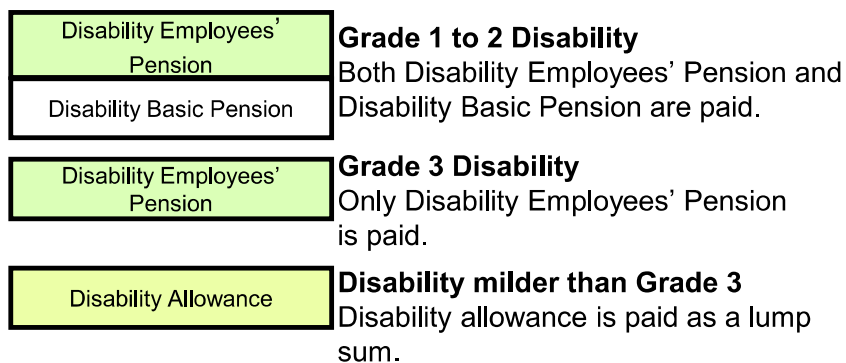 Disability Employees’
Pension
Disability Basic Pension
Grade 1 to 2 Disability
Both Disability Employees’ Pension and
Disability Basic Pension are paid.
Disability Employees’
Pension
Grade 3 Disability
Only Disability Employees’ Pension
is paid.
Disability Allowance
Disability milder than Grade 3
Disability allowance is paid as a lump
sum.